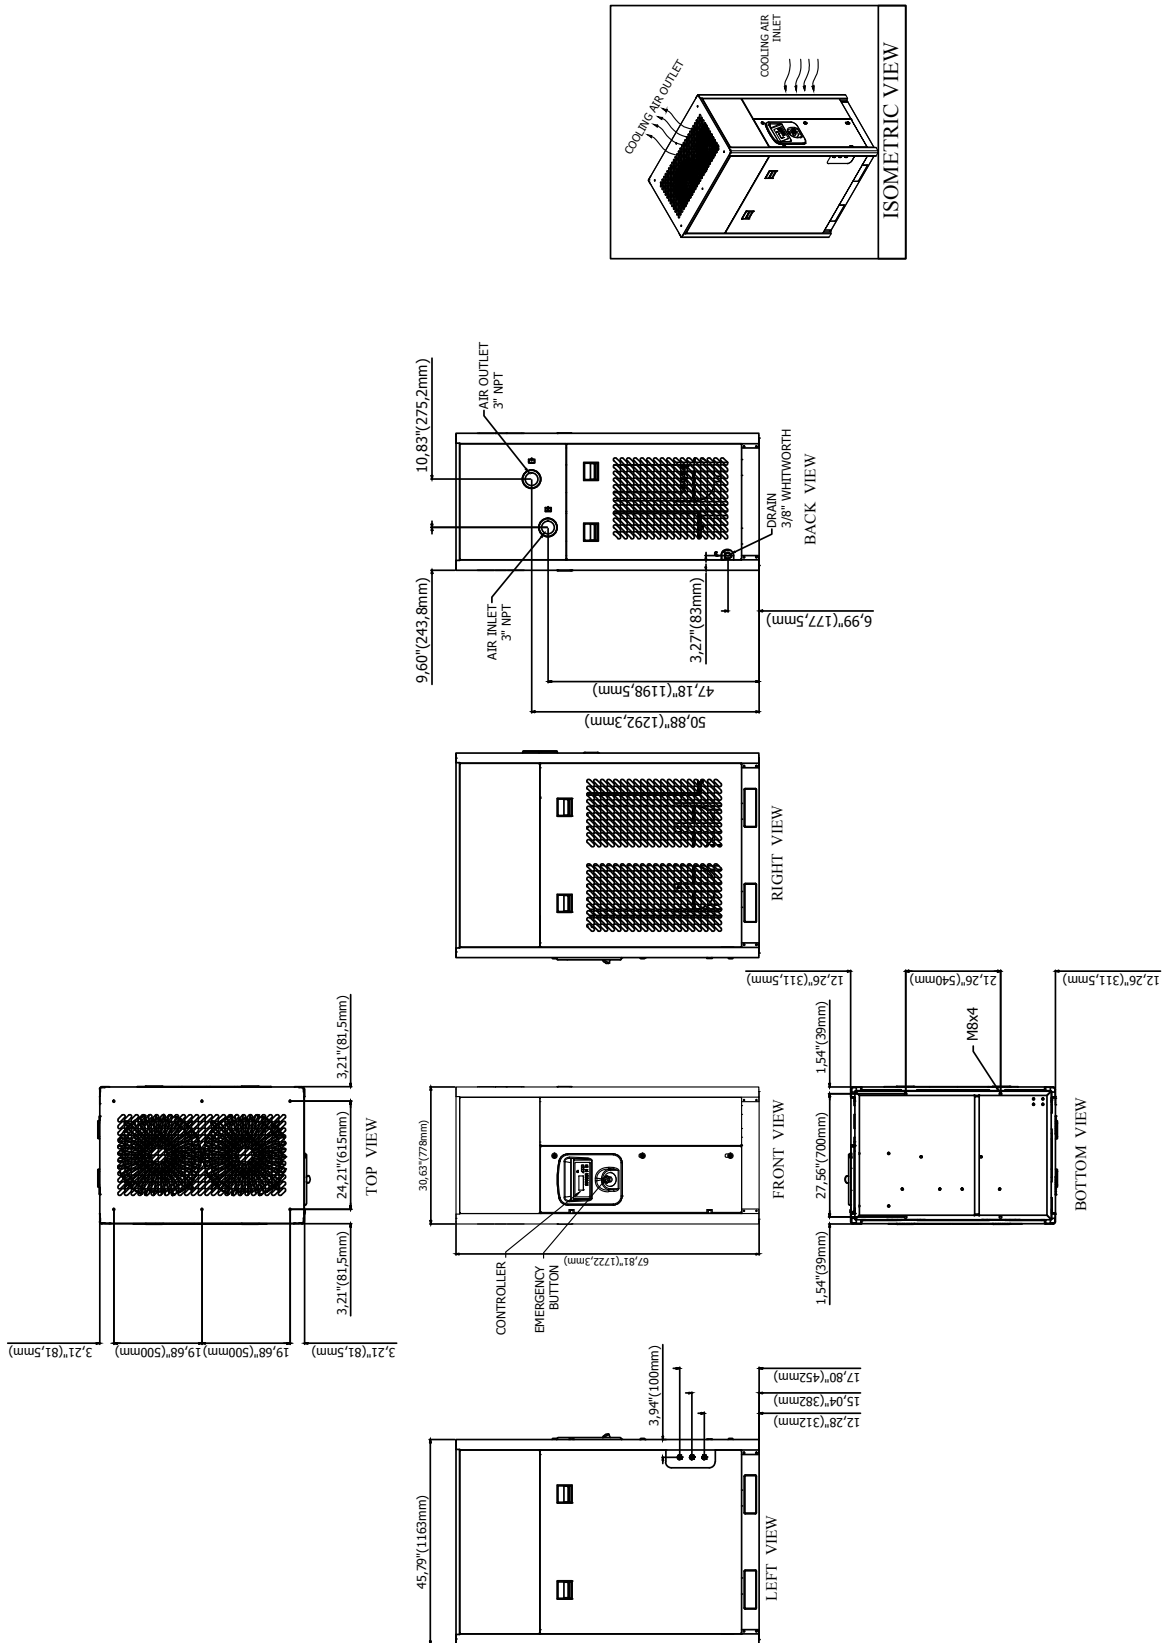 COOLING AIR OUTLET
COOLING AIR
INLET
ISOMETRIC VIEW
10,83"(275,2mm)
AIR OUTLET
3" NPT
9,60"(243,8mm)
AIR INLET
3" NPT
DRAIN
3/8" WHITWORTH
BACK VIEW
3,27"(83mm)
6,99"(177,5mm)
47,18"(1198,5mm)
50,88"(1292,3mm)
RIGHT VIEW
3,21"(81,5mm)
24,21"(615mm)
3,21"(81,5mm)
TOP VIEW
3,21"(81,5mm)
19,68"(500mm)
19,68"(500mm)
3,21"(81,5mm)
30,63"(778mm)
67,81"(1722,3mm)
CONTROLLER
EMERGENCY
BUTTON
FRONT VIEW
12,26"(311,5mm)
21,26"(540mm)
12,26"(311,5mm)
1,54"(39mm)
27,56"(700mm)
1,54"(39mm)
M8x4
BOTTOM VIEW
45,79"(1163mm)
3,94"(100mm)
17,80"(452mm)
15,04"(382mm)
12,28"(312mm)
LEFT VIEW